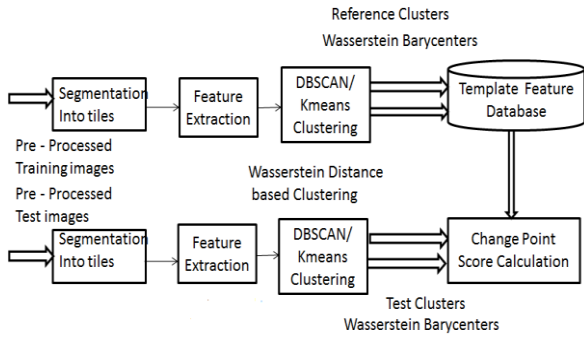 Reference Clusters
Wasserstein Barycenters
Segmentation
Into tiles
Feature
Extraction
DBSCAN/
Kmeans
Clustering
Template Feature
Database
Pre - Processed
Training images
Pre - Processed
Test images
Wasserstein Distance
based Clustering
Segmentation
Into tiles
Feature
Extraction
DBSCAN/
Kmeans
Clustering
Change Point
Score Calculation
Test Clusters
Wasserstein Barycenters